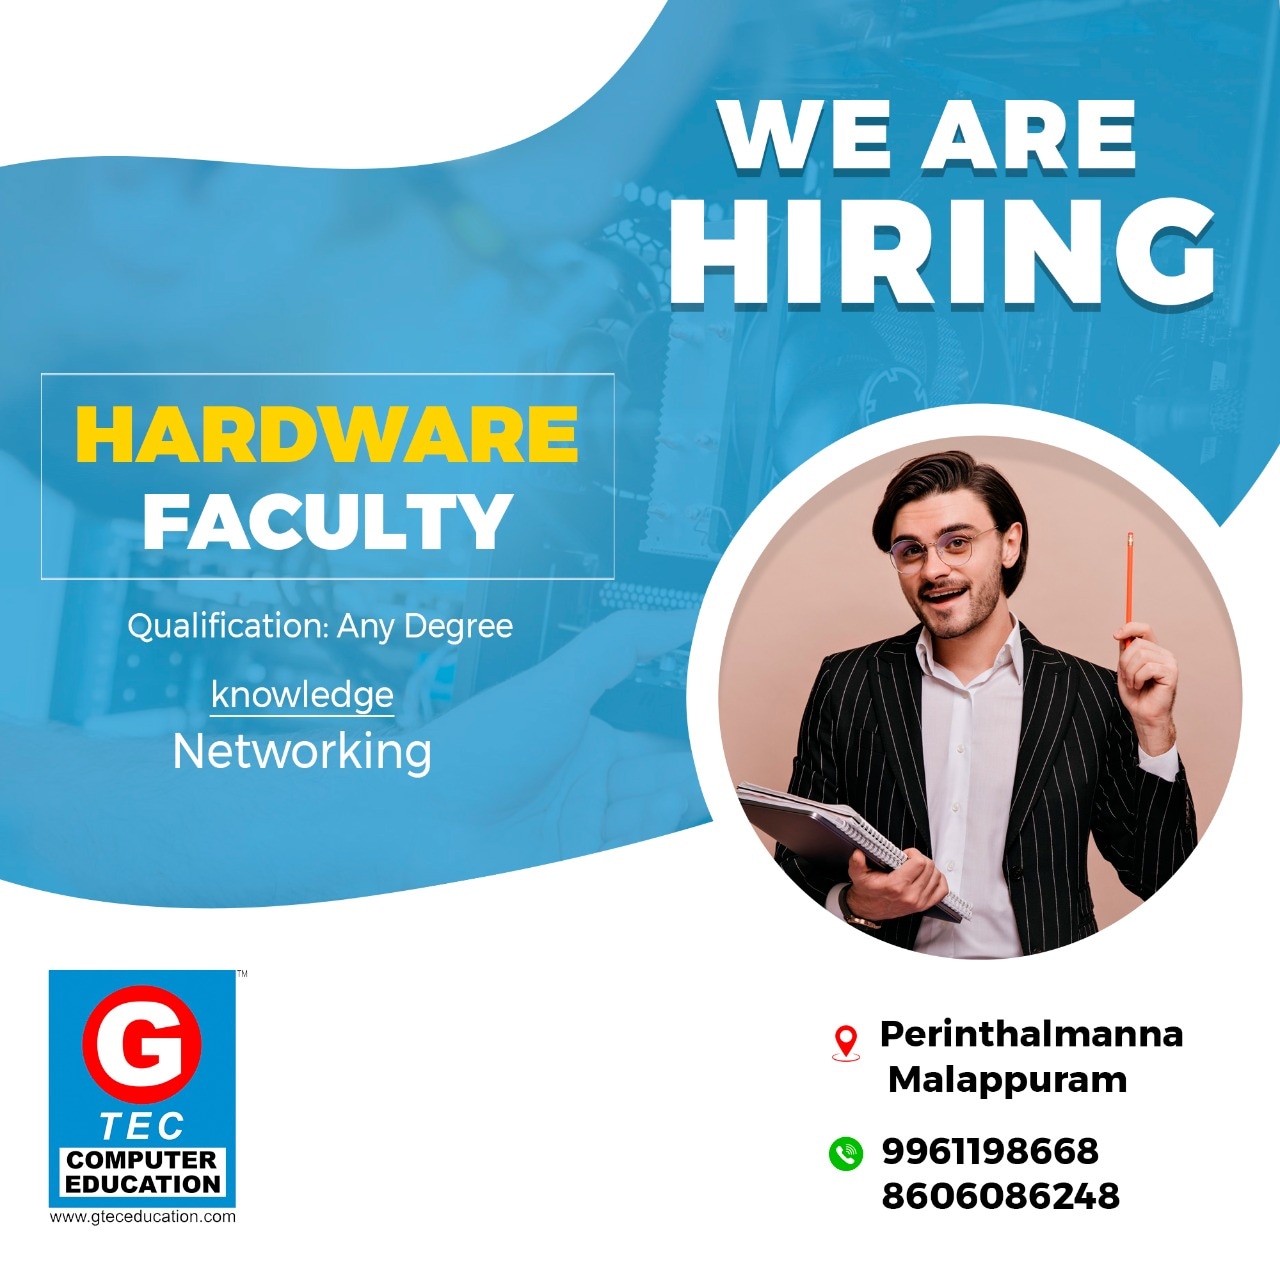 WE ARE
HIRING
HARDWARE
FACULTY
Qualification: Any Degree
knowledge
Networking
G
TEC
COMPUTER
EDUCATION
TM
www.gteceducation.com
Perinthalmanna
Malappuram
9961198668
8606086248